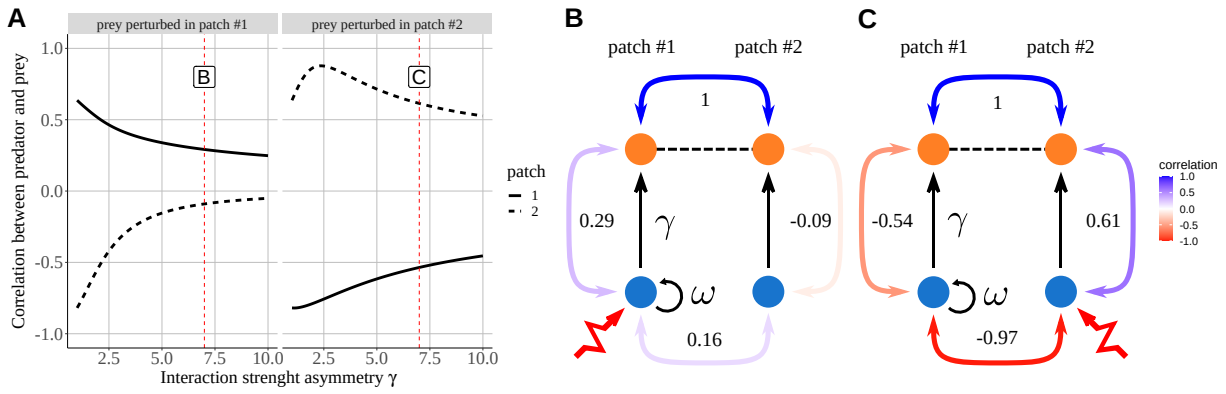 A
prey perturbed in patch #1
prey perturbed in patch #2
Correlation between predator and prey
1.0
0.5
0.0
-0.5
-1.0
B
C
2.5
5.0
7.5
10.0
2.5
5.0
7.5
10.0
Interaction strenght asymmetry γ
patch
1
2
B
patch #1
patch #2
1
0.29
γ
-0.09
ω
0.16
C
patch #1
patch #2
1
-0.54
γ
0.61
ω
-0.97
correlation
1.0
0.5
0.0
-0.5
-1.0